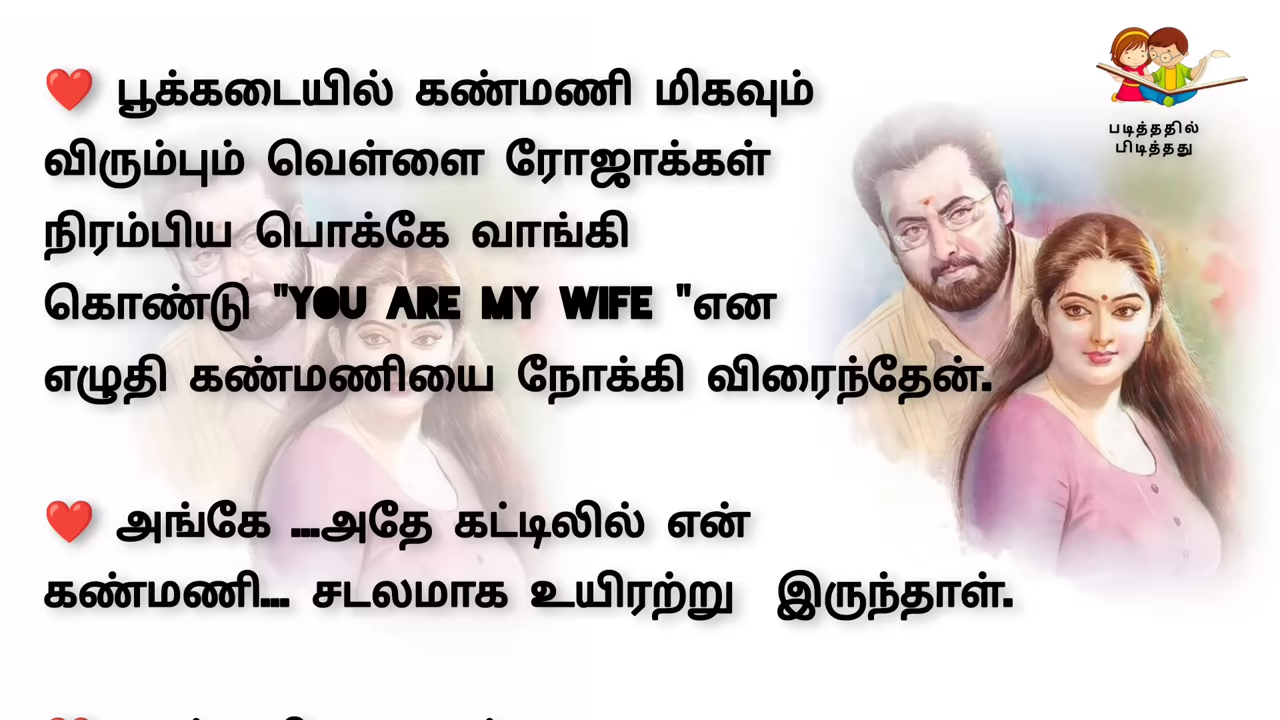 ❤️ பூக்கடையில் கண்மணி மிகவும்
விரும்பும் வெள்ளை ரோஜாக்கள்
நிரம்பிய பொக்கே வாங்கி
கொண்டு "YOU ARE MY WIFE "என
எழுதி கண்மணியை நோக்கி விரைந்தேன்.
❤️ அங்கே ...அதே கட்டிலில் என்
கண்மணி... சடலமாக உயிரற்று இருந்தாள்.
படித்ததில்
பிடித்தது